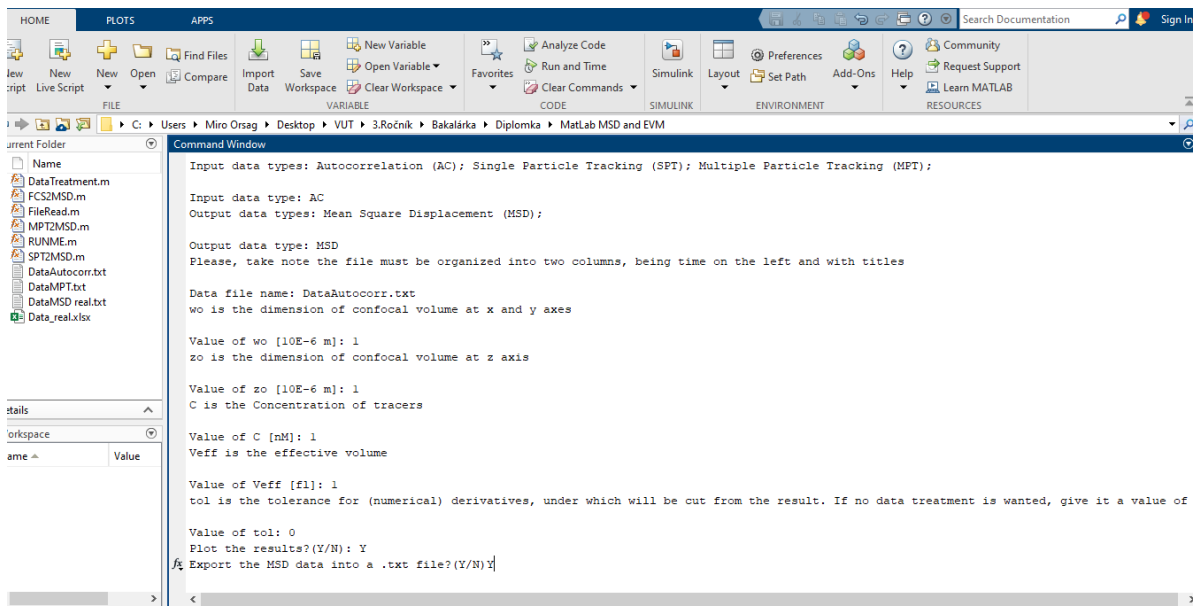 HOME PLOTS APPS Search Documentation Sign In
New Variable Analyze Code Community
Find Files Open Variable Run and Time Preferences Request Support
New New Open Compare Import Save Clear Workspace Favorites Clear Commands Simulink Layout Set Path Add-Ons Help Learn MATLAB
Live Script Data Workspace
FILE VARIABLE CODE SIMULINK ENVIRONMENT RESOURCES
C: Users Miro Orsag Desktop VUT 3.Ročník Bakalárka Diplomka MatLab MSD and EVM
Folder Command Window
Name
DataTreatment.m
FCS2MSD.m
FileRead.m
MPT2MSD.m
RUNME.m
SPT2MSD.m
DataAutocorr.txt
DataMPT.txt
DataMSD real.txt
Data_real.xlsx
Value
Input data types: Autocorrelation (AC); Single Particle Tracking (SPT); Multiple Particle Tracking (MPT);
Input data type: AC
Output data types: Mean Square Displacement (MSD);
Output data type: MSD
Please, take note the file must be organized into two columns, being time on the left and with titles
Data file name: DataAutocorr.txt
wo is the dimension of confocal volume at x and y axes
Value of wo [10E-6 m]: 1
zo is the dimension of confocal volume at z axis
Value of zo [10E-6 m]: 1
C is the Concentration of tracers
Value of C [nM]: 1
Veff is the effective volume
Value of Veff [fl]: 1
tol is the tolerance for (numerical) derivatives, under which will be cut from the result. If no data treatment is wanted, give it a value of
Value of tol: 0
Plot the results?(Y/N): Y
fx Export the MSD data into a .txt file?(Y/N)Y